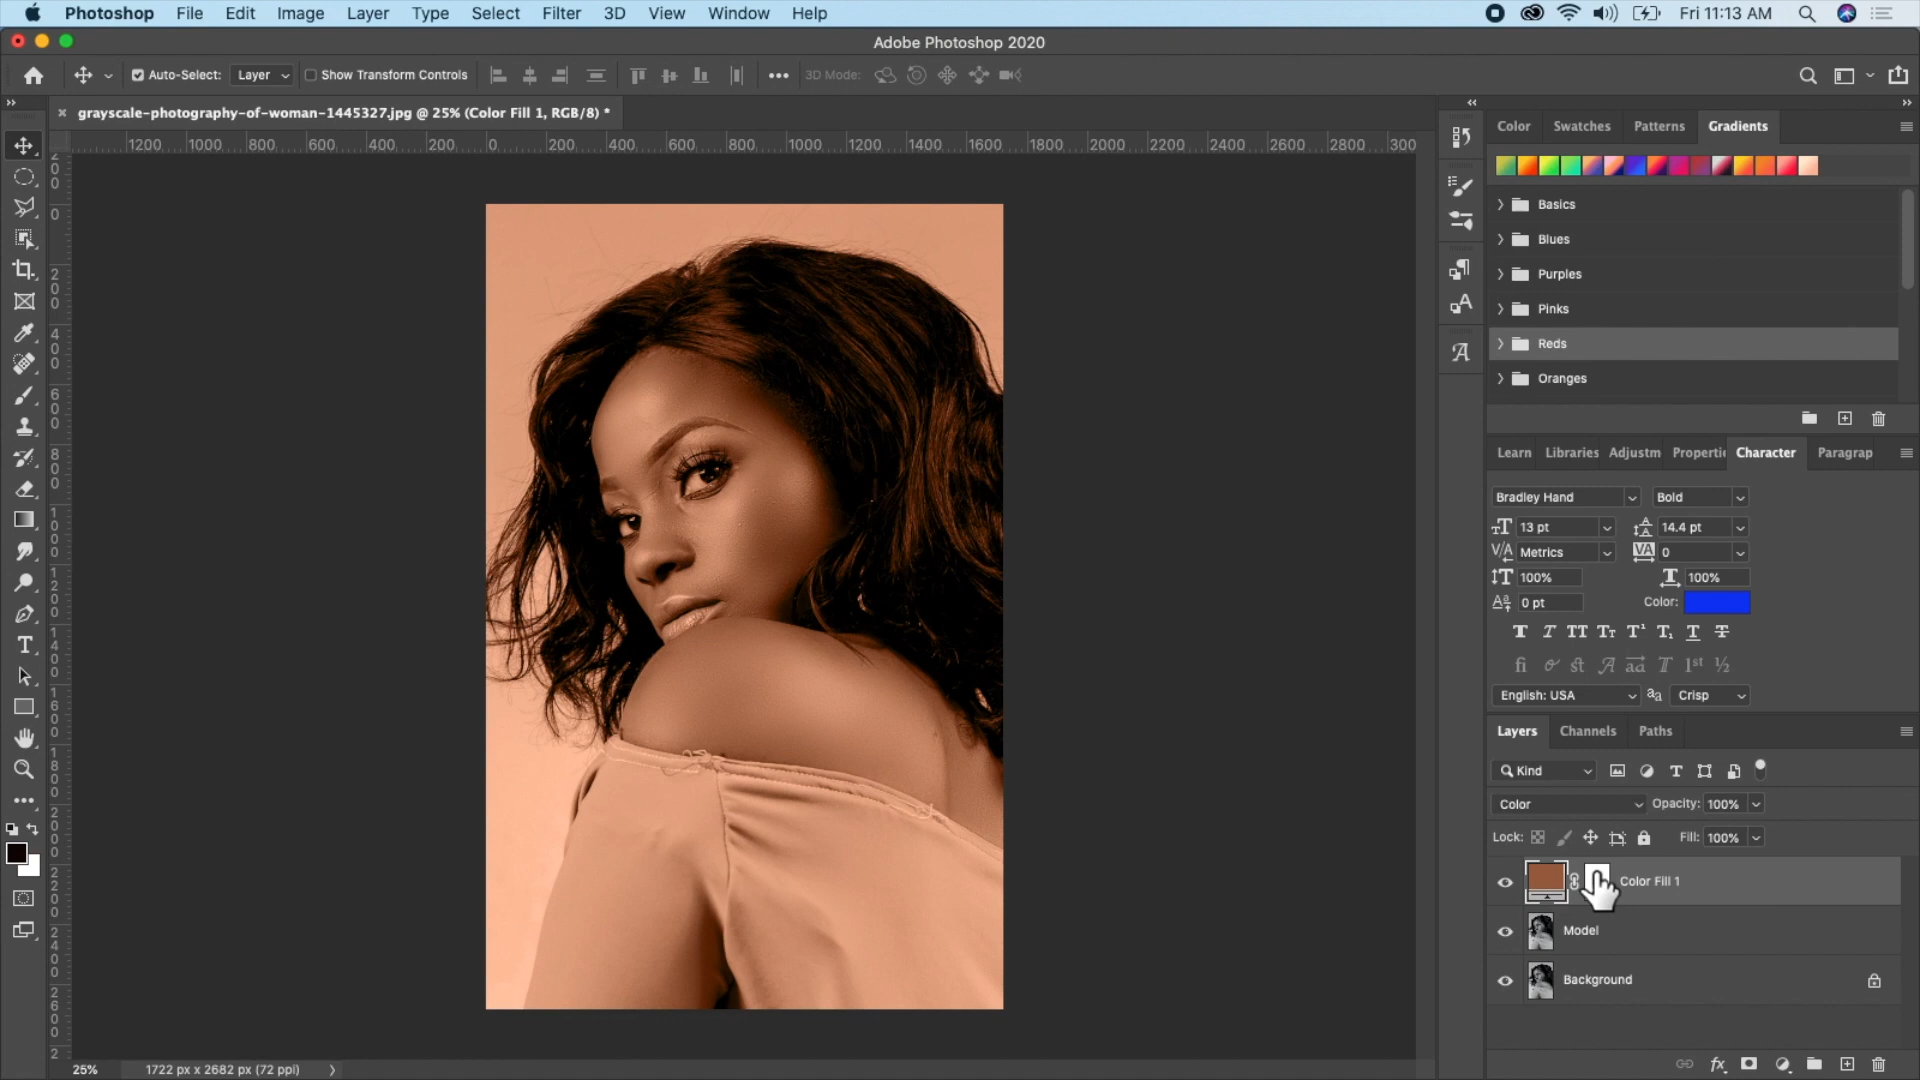 Photoshop File Edit Image Layer Type Select Filter 3D View Window Help Fri 11:13 AM
Adobe Photoshop 2020
Auto-Select: Layer Show Transform Controls 3D Mode:
grayscale-photography-of-woman-1445327.jpg @ 25% (Color Fill 1, RGB/8) *
1200 1000 800 600 400 200 0 200 400 600 800 1000 1200 1400 1600 1800 2000 2200 2400 2600 2800 300
Color Swatches Patterns Gradients
Basics
Blues
Purples
Pinks
Reds
Oranges
Learn Libraries Adjustm Properti Character Paragrap
Bradley Hand Bold
13 pt 14.4 pt
Metrics 0
100% 100%
0 pt Color:
English: USA Crisp
Layers Channels Paths
Kind
Color Opacity: 100%
Lock: Fill: 100%
Color Fill 1
Model
Background
25% 1722 px x 2682 px (72 ppi)